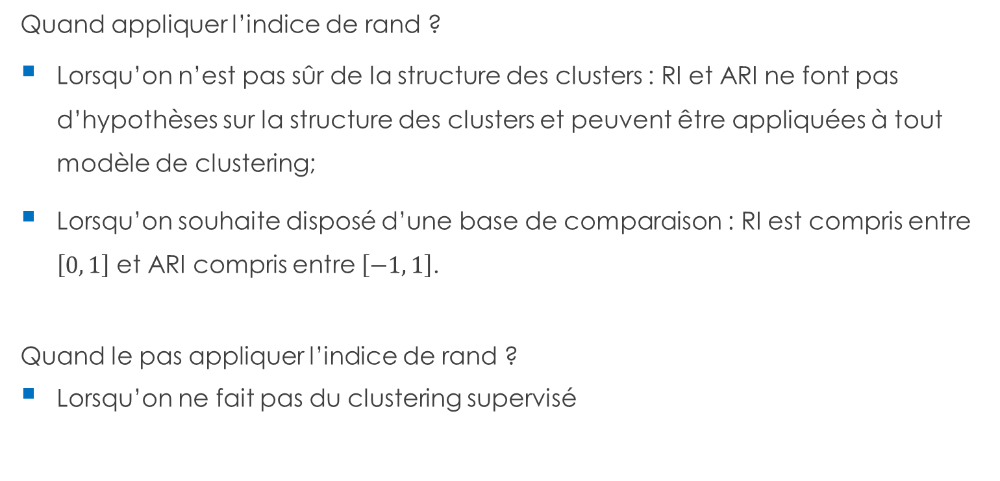 Quand appliquer l’indice de rand ?
Lorsqu’on n’est pas sûr de la structure des clusters : RI et ARI ne font pas
d’hypothèses sur la structure des clusters et peuvent être appliquées à tout
modèle de clustering;
Lorsqu’on souhaite disposé d’une base de comparaison : RI est compris entre
[0, 1] et ARI compris entre [−1, 1].
Quand le pas appliquer l’indice de rand ?
Lorsqu’on ne fait pas du clustering supervisé